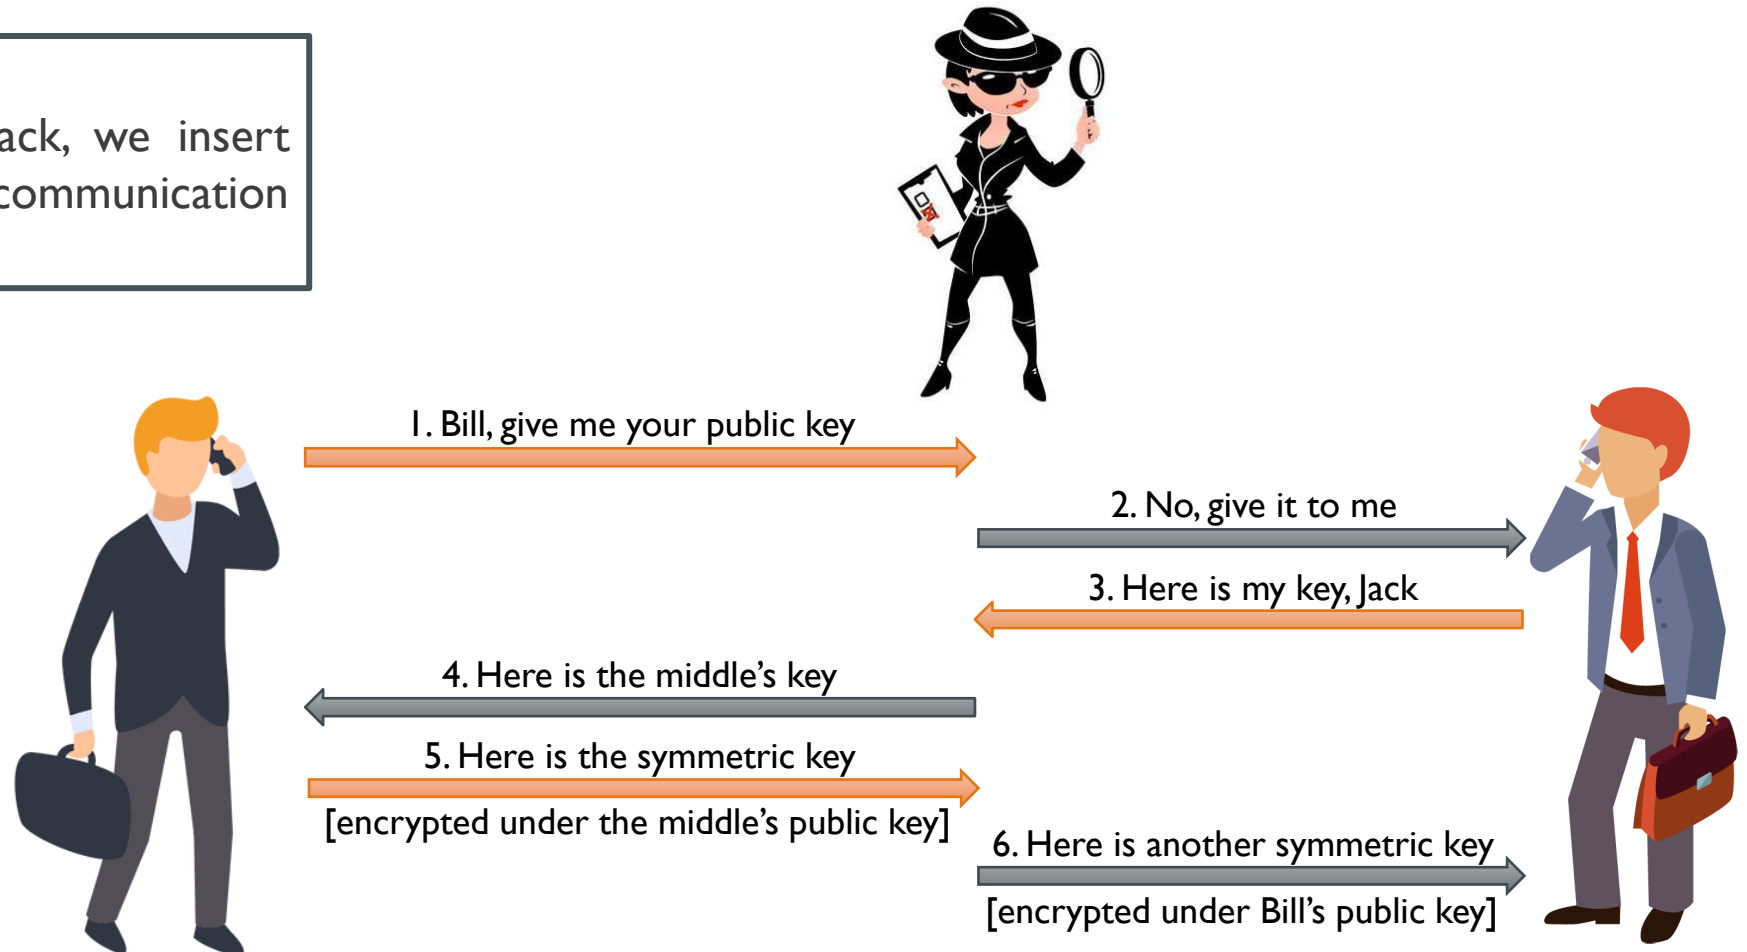 ack, we insert
communication
1. Bill, give me your public key
2. No, give it to me
3. Here is my key, Jack
4. Here is the middle’s key
5. Here is the symmetric key
[encrypted under the middle’s public key]
6. Here is another symmetric key
[encrypted under Bill’s public key]